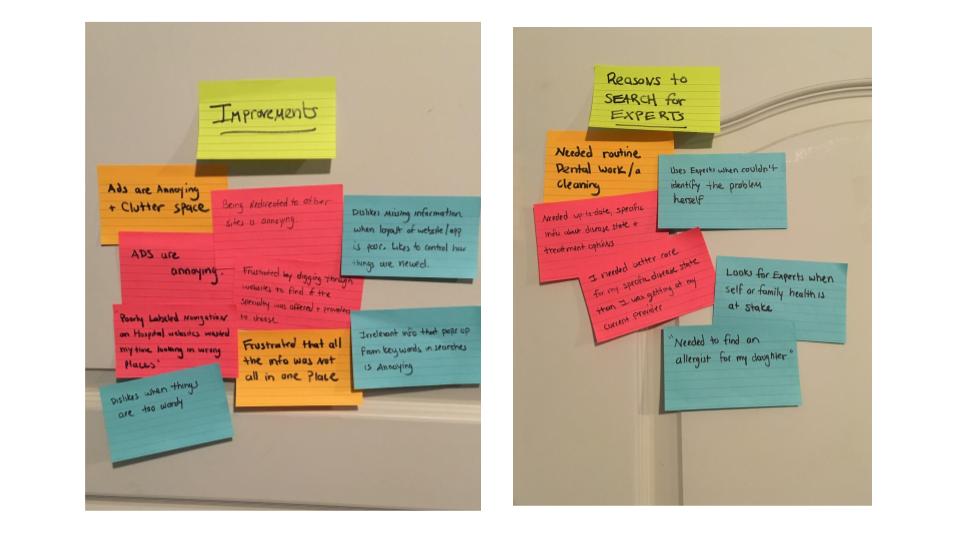 Improvements
Ads are Annoying
+ Clutter space
Being Redirected to other
sites is annoying.
Dislikes Missing information
when layout of website/app
is poor. Likes to control how
things are viewed.
ADS are
annoying.
Frustrated by digging through
websites to find if the
specialty was offered + providers
to choose
Poorly Labeled Navigation
on Hospital websites wasted
my time looking in wrong
Places"
Frustrated that all
the info was not
all in one Place
Irrelevant info that pops up
from keywords in searches
is Annoying
Dislikes when things
are too wordy
Reasons to
SEARCH for
EXPERTS
Needed routine
Dental Work/a
Cleaning
Uses Experts when couldn't
identify the problem
herself
Needed up-to-date, specific
info about disease state +
treatment options
I needed better care
for my specific disease state
than I was getting at my
current provider
Looks for Experts when
self or family health is
at stake
"Needed to find an
allergist for my daughter"